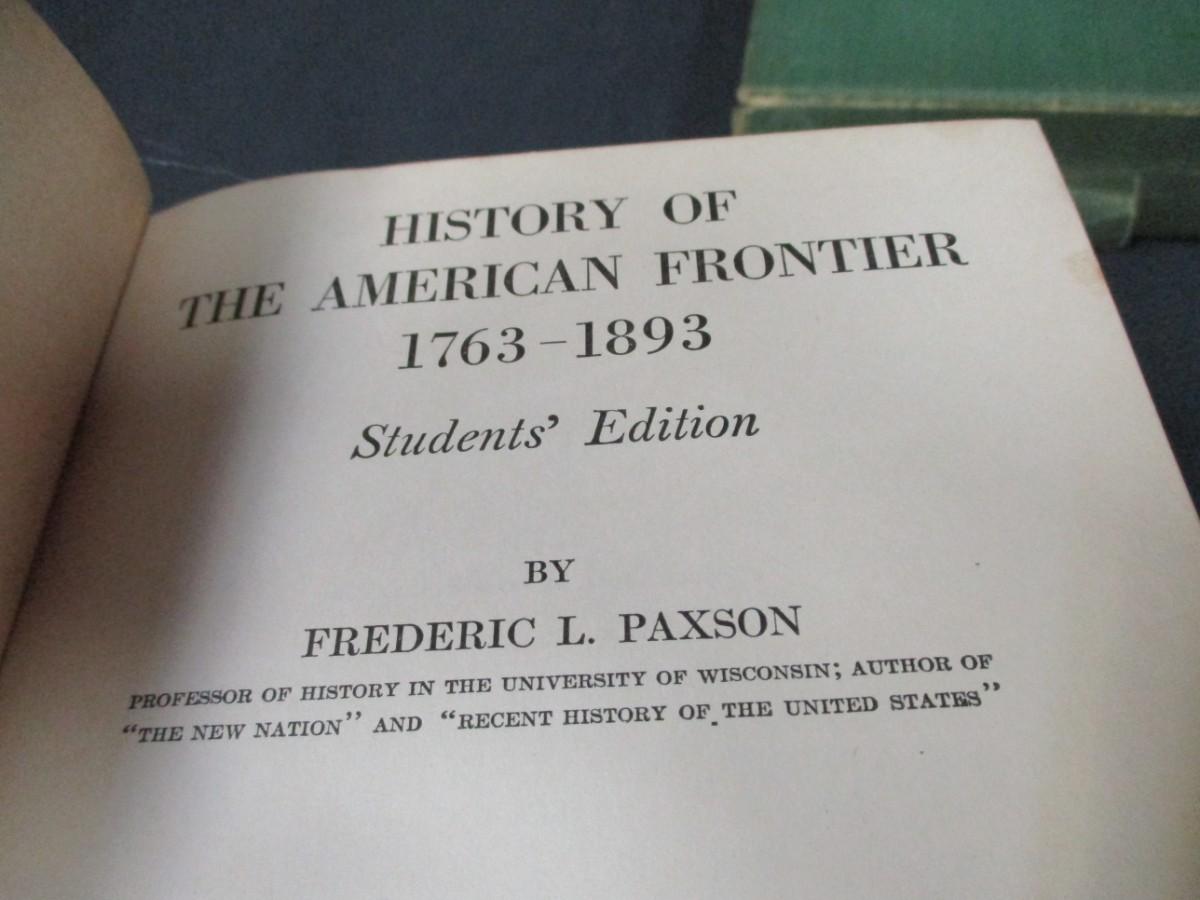 HISTORY OF
THE AMERICAN FRONTIER
1763–1893
Students’ Edition
BY
FREDERIC L. PAXSON
PROFESSOR OF HISTORY IN THE UNIVERSITY OF WISCONSIN; AUTHOR OF
“THE NEW NATION” AND “RECENT HISTORY OF THE UNITED STATES”